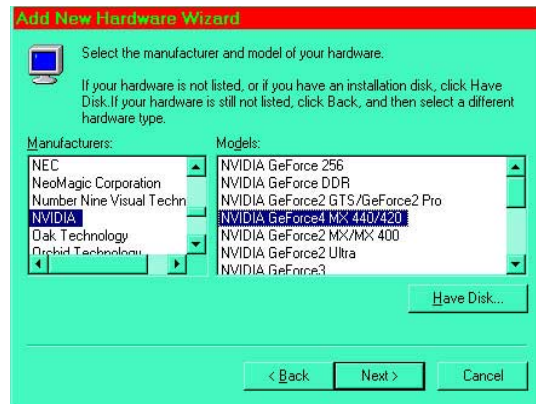 Add New Hardware Wizard
Select the manufacturer and model of your hardware.
If your hardware is not listed, or if you have an installation disk, click Have
Disk.If your hardware is still not listed, click Back, and then select a different
hardware type.
Manufacturers:
NEC
NeoMagic Corporation
Number Nine Visual Techn
NVIDIA
Oak Technology
Orchid Technology
Models:
NVIDIA GeForce 256
NVIDIA GeForce DDR
NVIDIA GeForce2 GTS/GeForce2 Pro
NVIDIA GeForce4 MX 440/420
NVIDIA GeForce2 MX/MX 400
NVIDIA GeForce2 Ultra
NVIDIA GeForce3
Have Disk...
< Back
Next >
Cancel